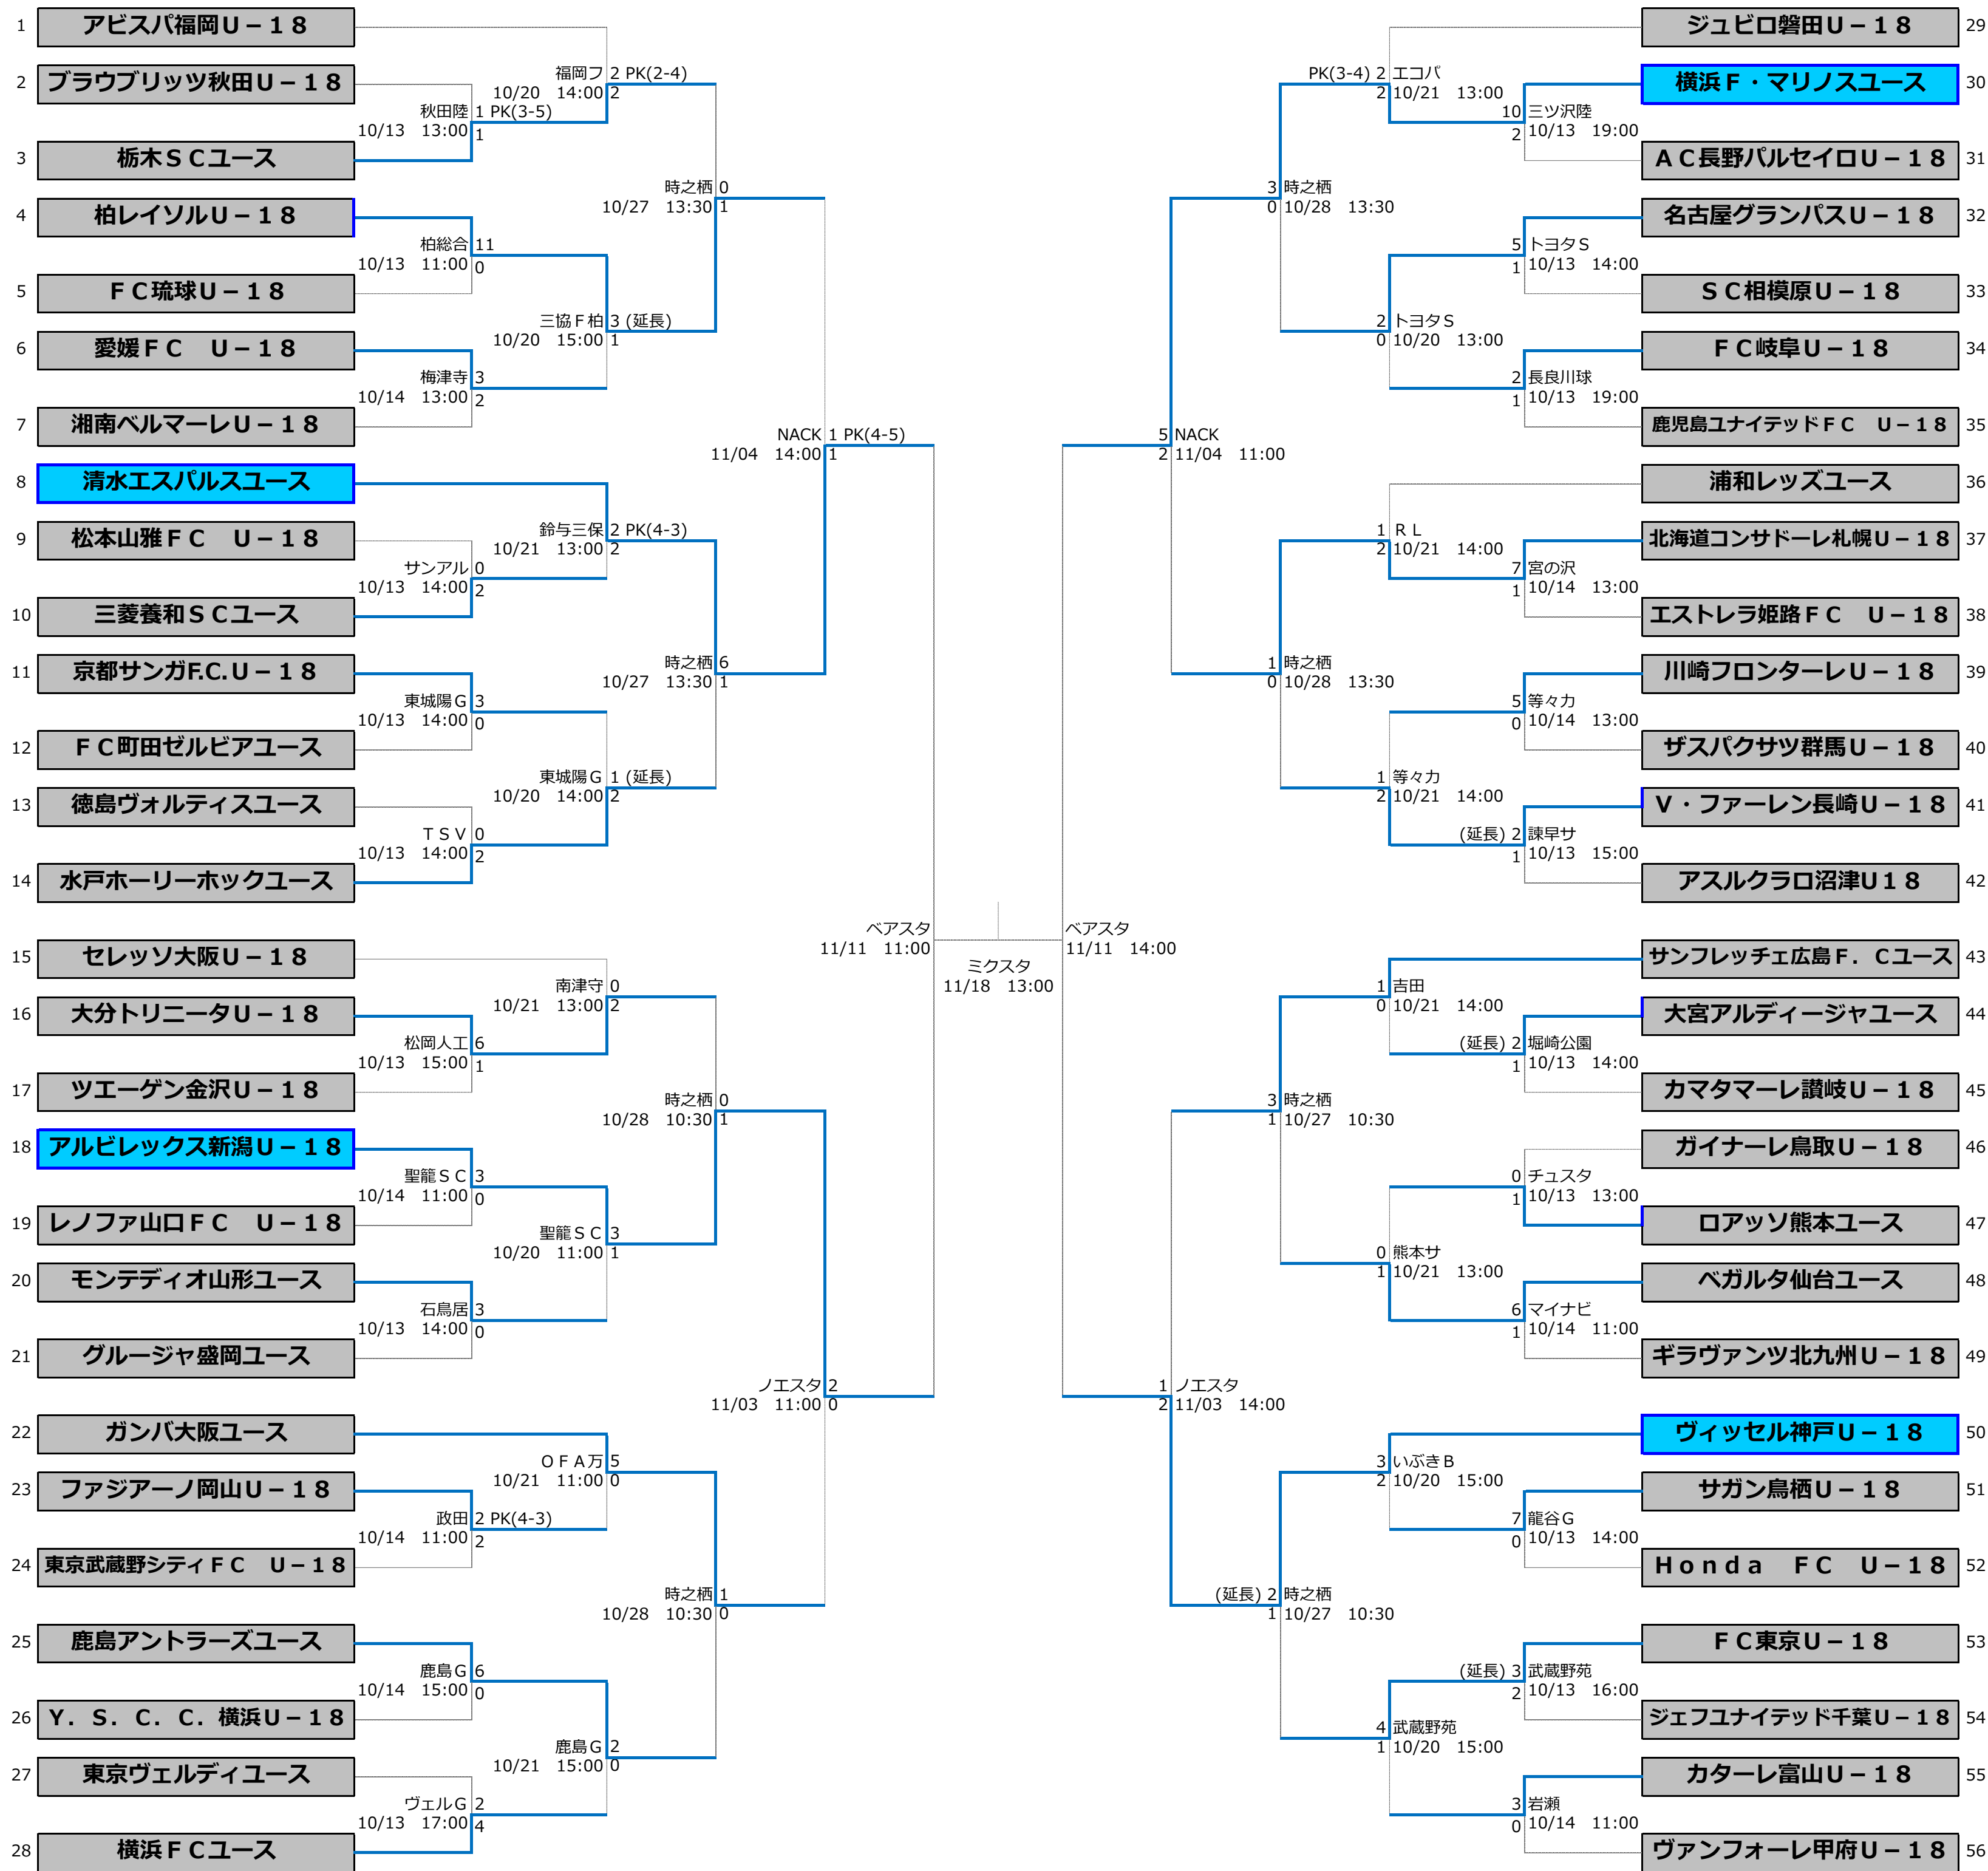 1 アビスパ福岡U－18
福岡フ 2 PK(2-4)
10/20 14:00 2
2 ブラウブリッツ秋田U－18
秋田陸 1 PK(3-5)
10/13 13:00 1
3 栃木SCユース
時之栖 0
10/27 13:30 1
4 柏レイソルU－18
柏総合 11
10/13 11:00 0
5 FC琉球U－18
三協F柏 3 (延長)
10/20 15:00 1
6 愛媛FC　U－18
梅津寺 3
10/14 13:00 2
7 湘南ベルマーレU－18
NACK 1 PK(4-5)
11/04 14:00 1
8 清水エスパルスユース
鈴与三保 2 PK(4-3)
10/21 13:00 2
9 松本山雅FC　U－18
サンアル 0
10/13 14:00 2
10 三菱養和SCユース
時之栖 6
10/27 13:30 1
11 京都サンガF.C.U－18
東城陽G 3
10/13 14:00 0
12 FC町田ゼルビアユース
東城陽G 1 (延長)
10/20 14:00 2
13 徳島ヴォルティスユース
TSV 0
10/13 14:00 2
14 水戸ホーリーホックユース
ベアスタ
11/11 11:00
15 セレッソ大阪U－18
南津守 0
10/21 13:00 2
16 大分トリニータU－18
松岡人工 6
10/13 15:00 1
17 ツエーゲン金沢U－18
時之栖 0
10/28 10:30 1
18 アルビレックス新潟U－18
聖籠SC 3
10/14 11:00 0
19 レノファ山口FC　U－18
聖籠SC 3
10/20 11:00 1
20 モンテディオ山形ユース
石鳥居 3
10/13 14:00 0
21 グルージャ盛岡ユース
ノエスタ 2
11/03 11:00 0
22 ガンバ大阪ユース
OFA万 5
10/21 11:00 0
23 ファジアーノ岡山U－18
政田 2 PK(4-3)
10/14 11:00 2
24 東京武蔵野シティFC　U－18
時之栖 1
10/28 10:30 0
25 鹿島アントラーズユース
鹿島G 6
10/14 15:00 0
26 Y．S．C．C．横浜U－18
鹿島G 2
10/21 15:00 0
27 東京ヴェルディユース
ヴェルG 2
10/13 17:00 4
28 横浜FCユース
ミクスタ
11/18 13:00
ジュビロ磐田U－18 29
PK(3-4) 2 エコパ
2 10/21 13:00
横浜F・マリノスユース 30
10 三ツ沢陸
2 10/13 19:00
AC長野パルセイロU－18 31
3 時之栖
0 10/28 13:30
名古屋グランパスU－18 32
5 トヨタS
1 10/13 14:00
SC相模原U－18 33
2 トヨタS
0 10/20 13:00
FC岐阜U－18 34
2 長良川球
1 10/13 19:00
鹿児島ユナイテッドFC　U－18 35
5 NACK
2 11/04 11:00
浦和レッズユース 36
1 RL
2 10/21 14:00
北海道コンサドーレ札幌U－18 37
7 宮の沢
1 10/14 13:00
エストレラ姫路FC　U－18 38
1 時之栖
0 10/28 13:30
川崎フロンターレU－18 39
5 等々力
0 10/14 13:00
ザスパクサツ群馬U－18 40
1 等々力
2 10/21 14:00
V・ファーレン長崎U－18 41
(延長) 2 諫早サ
1 10/13 15:00
アスルクラロ沼津U18 42
ベアスタ
11/11 14:00
サンフレッチェ広島F．Cユース 43
1 吉田
0 10/21 14:00
大宮アルディージャユース 44
(延長) 2 堀崎公園
1 10/13 14:00
カマタマーレ讃岐U－18 45
3 時之栖
1 10/27 10:30
ガイナーレ鳥取U－18 46
0 チュスタ
1 10/13 13:00
ロアッソ熊本ユース 47
0 熊本サ
1 10/21 13:00
ベガルタ仙台ユース 48
6 マイナビ
1 10/14 11:00
ギラヴァンツ北九州U－18 49
1 ノエスタ
2 11/03 14:00
ヴィッセル神戸U－18 50
3 いぶきB
2 10/20 15:00
サガン鳥栖U－18 51
7 龍谷G
0 10/13 14:00
Honda　FC　U－18 52
(延長) 2 時之栖
1 10/27 10:30
FC東京U－18 53
(延長) 3 武蔵野苑
2 10/13 16:00
ジェフユナイテッド千葉U－18 54
4 武蔵野苑
1 10/20 15:00
カターレ富山U－18 55
3 岩瀬
0 10/14 11:00
ヴァンフォーレ甲府U－18 56